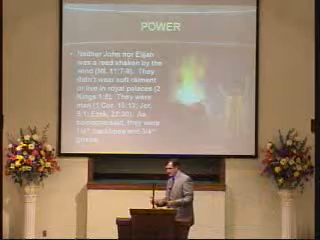 POWER
• Neither John nor Elijah
was a reed shaken by the
wind (Mt. 11:7-8). They
didn't wear soft raiment
or live in royal palaces (2
Kings 1:8). They were
men (1 Cor. 16:13; Jer.
5:1; Ezek. 22:30). As
someone said, they were
backbone and